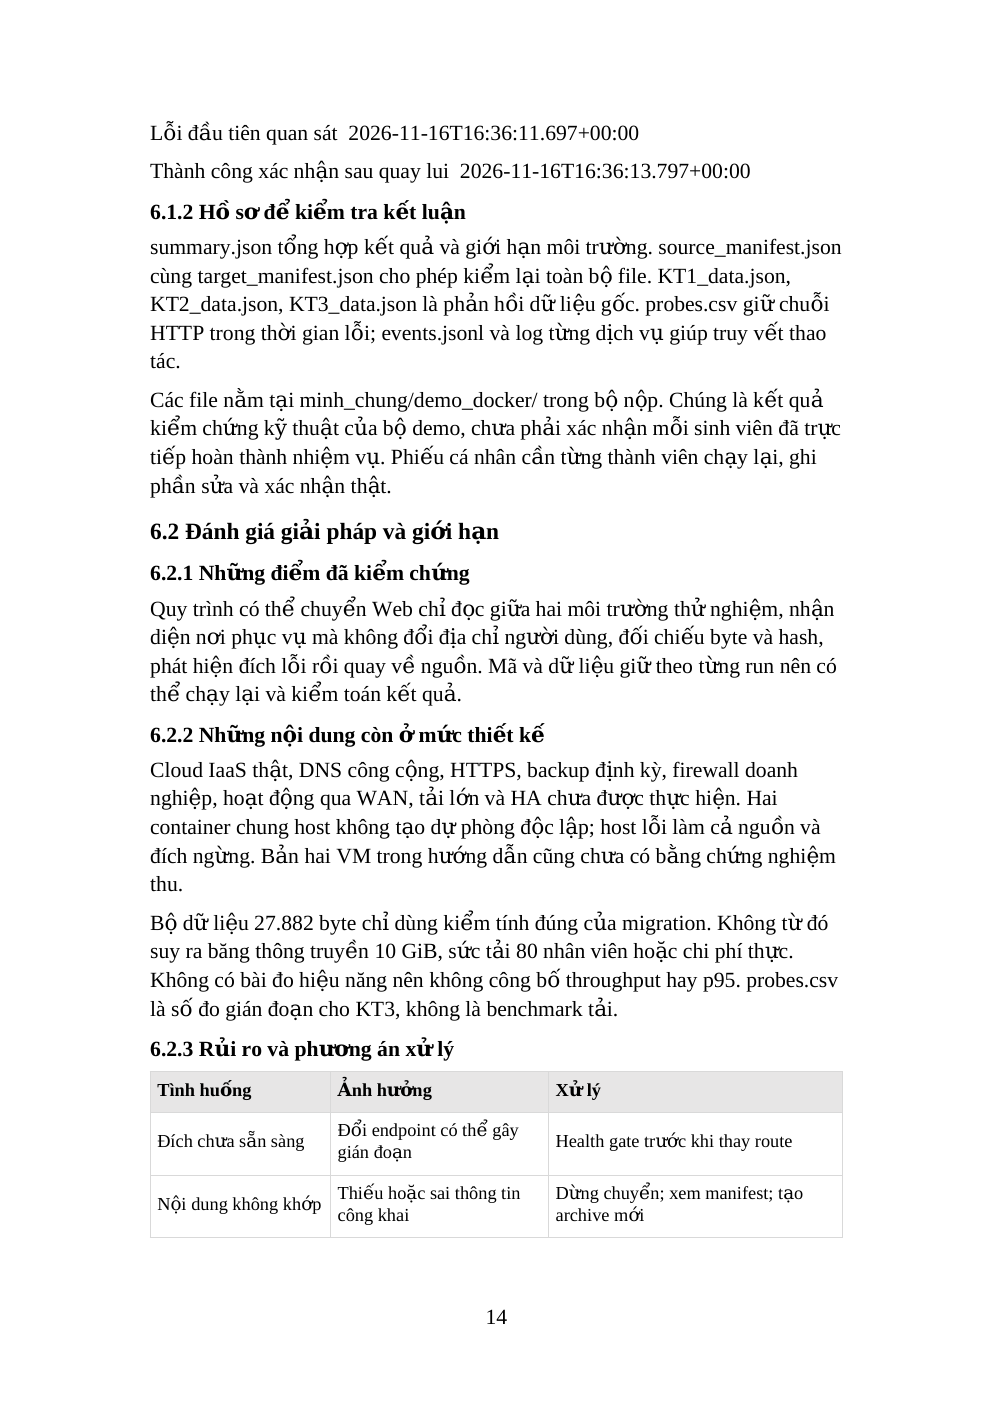 Lỗi đầu tiên quan sát  2026-11-16T16:36:11.697+00:00
Thành công xác nhận sau quay lui  2026-11-16T16:36:13.797+00:00
6.1.2 Hồ sơ để kiểm tra kết luận
summary.json tổng hợp kết quả và giới hạn môi trường. source_manifest.json
cùng target_manifest.json cho phép kiểm lại toàn bộ file. KT1_data.json,
KT2_data.json, KT3_data.json là phản hồi dữ liệu gốc. probes.csv giữ chuỗi
HTTP trong thời gian lỗi; events.jsonl và log từng dịch vụ giúp truy vết thao
tác.
Các file nằm tại minh_chung/demo_docker/ trong bộ nộp. Chúng là kết quả
kiểm chứng kỹ thuật của bộ demo, chưa phải xác nhận mỗi sinh viên đã trực
tiếp hoàn thành nhiệm vụ. Phiếu cá nhân cần từng thành viên chạy lại, ghi
phần sửa và xác nhận thật.
6.2 Đánh giá giải pháp và giới hạn
6.2.1 Những điểm đã kiểm chứng
Quy trình có thể chuyển Web chỉ đọc giữa hai môi trường thử nghiệm, nhận
diện nơi phục vụ mà không đổi địa chỉ người dùng, đối chiếu byte và hash,
phát hiện đích lỗi rồi quay về nguồn. Mã và dữ liệu giữ theo từng run nên có
thể chạy lại và kiểm toán kết quả.
6.2.2 Những nội dung còn ở mức thiết kế
Cloud IaaS thật, DNS công cộng, HTTPS, backup định kỳ, firewall doanh
nghiệp, hoạt động qua WAN, tải lớn và HA chưa được thực hiện. Hai
container chung host không tạo dự phòng độc lập; host lỗi làm cả nguồn và
đích ngừng. Bản hai VM trong hướng dẫn cũng chưa có bằng chứng nghiệm
thu.
Bộ dữ liệu 27.882 byte chỉ dùng kiểm tính đúng của migration. Không từ đó
suy ra băng thông truyền 10 GiB, sức tải 80 nhân viên hoặc chi phí thực.
Không có bài đo hiệu năng nên không công bố throughput hay p95. probes.csv
là số đo gián đoạn cho KT3, không là benchmark tải.
6.2.3 Rủi ro và phương án xử lý
Tình huống
Ảnh hưởng
Xử lý
Đích chưa sẵn sàng
Đổi endpoint có thể gây
gián đoạn
Health gate trước khi thay route
Nội dung không khớp
Thiếu hoặc sai thông tin
công khai
Dừng chuyển; xem manifest; tạo
archive mới
14